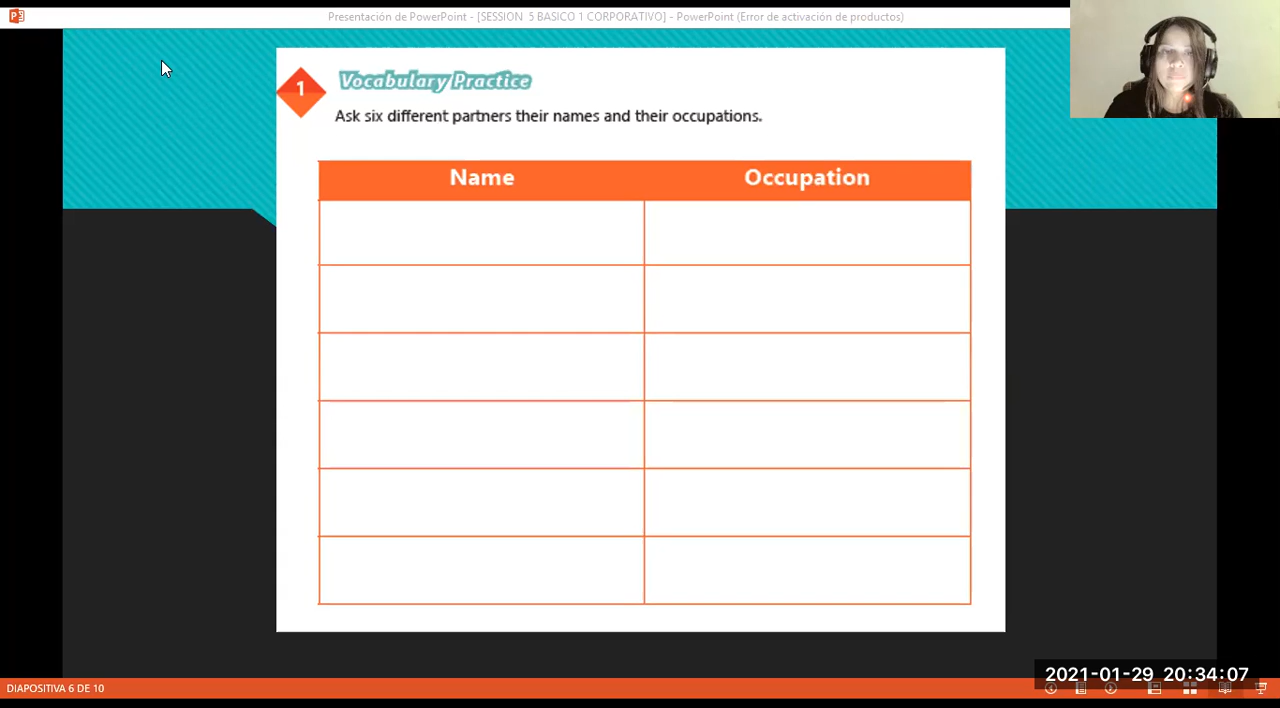 Presentación de PowerPoint - [SESSION 5 BASICO 1 CORPORATIVO] - PowerPoint (Error de activación de productos)
1
Vocabulary Practice
Ask six different partners their names and their occupations.
Name Occupation
2021-01-29 20:34:07
DIAPOSITIVA 6 DE 10